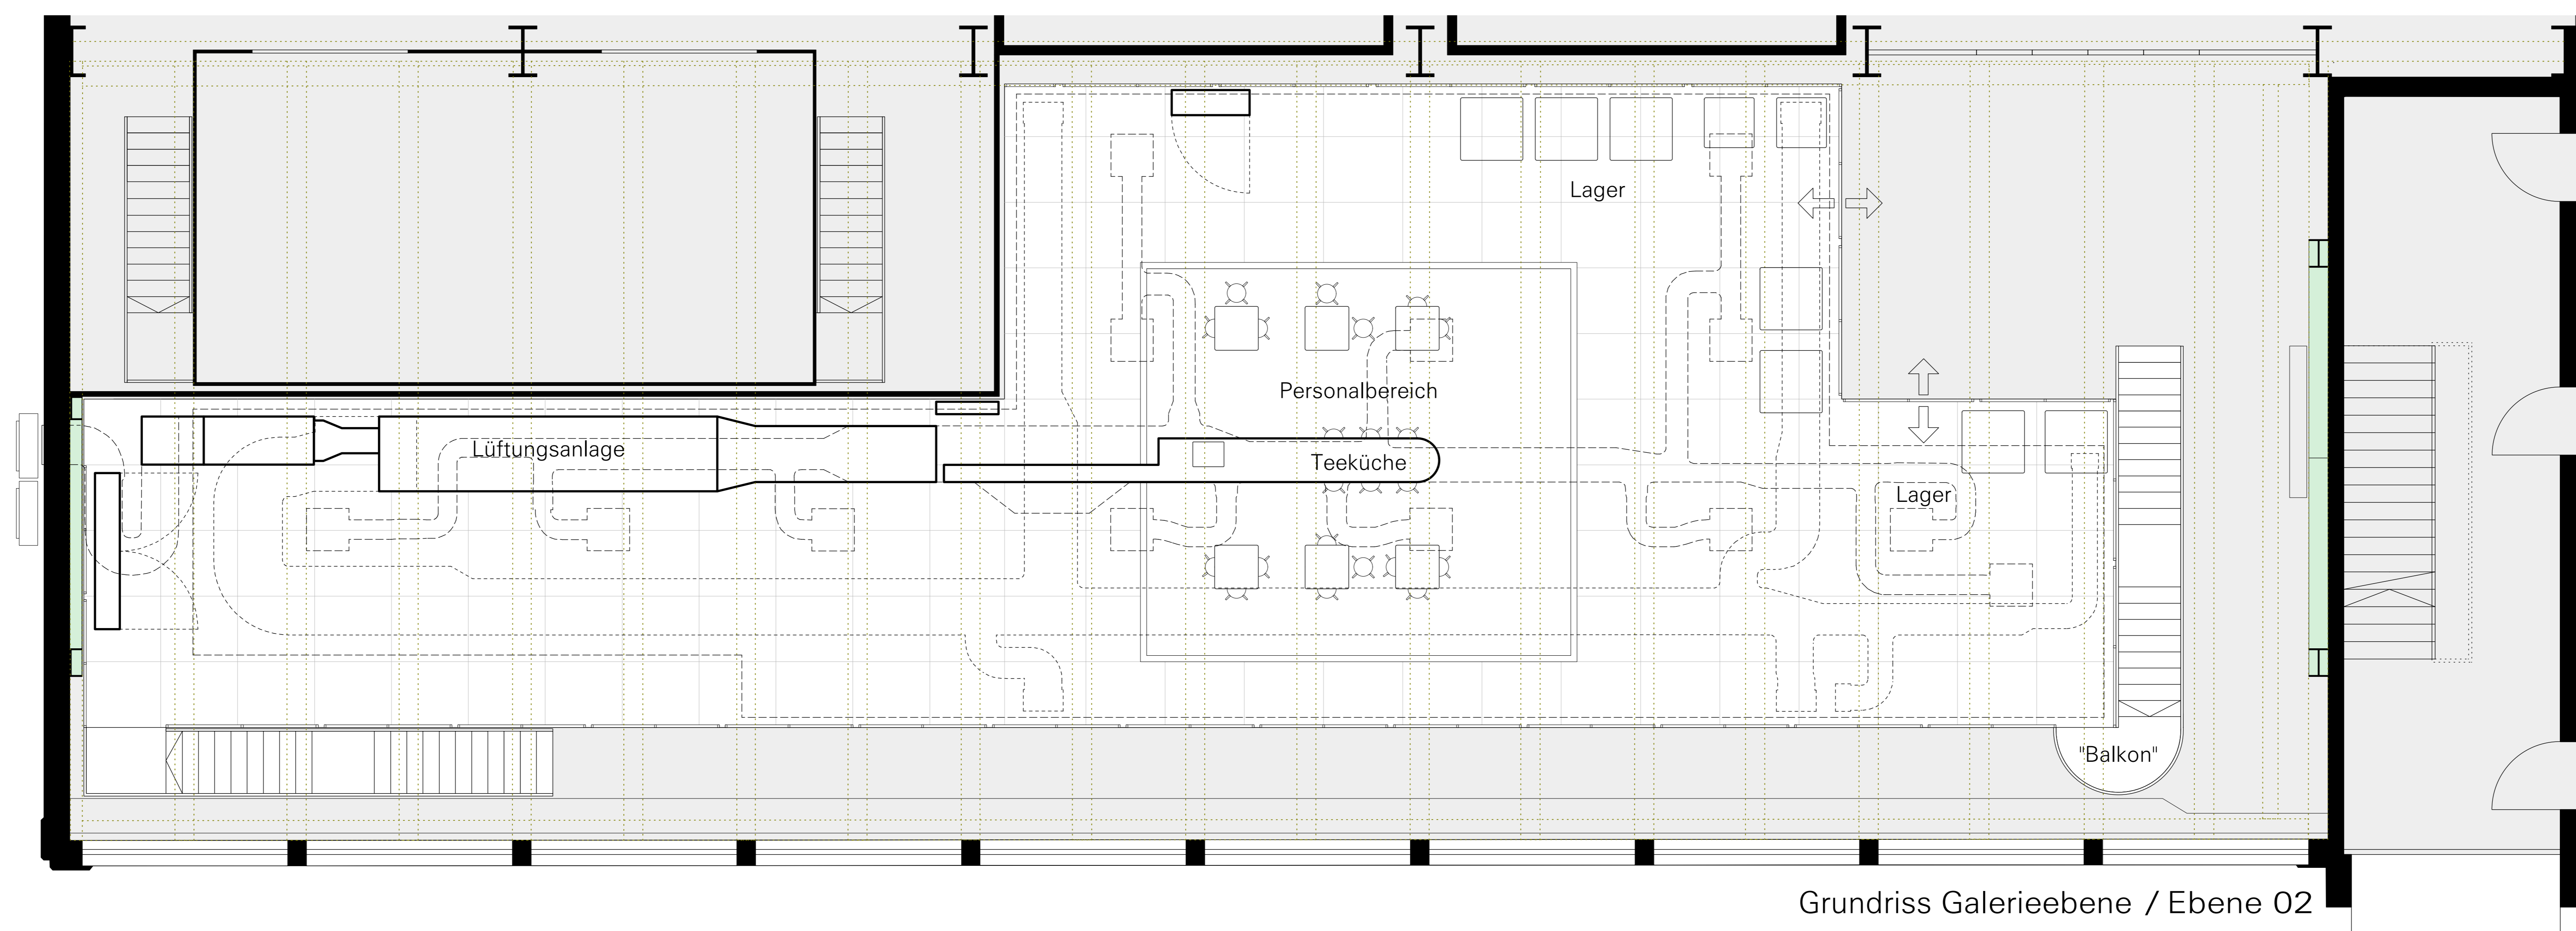 Lager
Personalbereich
Lüftungsanlage
Teeküche
Lager
"Balkon"
Grundriss Galerieebene / Ebene 02